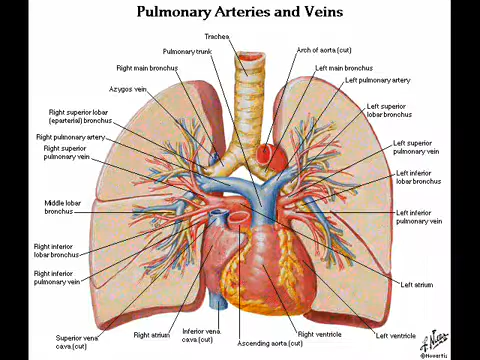 Pulmonary Arteries and Veins
Trachea
Pulmonary trunk
Arch of aorta (cut)
Right main bronchus
Left main bronchus
Left pulmonary artery
Azygos vein
Right superior lobar
(eparterial) bronchus
Left superior
lobar bronchus
Right pulmonary artery
Right superior
pulmonary vein
Left superior
pulmonary vein
Left inferior
lobar bronchus
Middle lobar
bronchus
Left inferior
pulmonary vein
Right inferior
lobar bronchus
Right inferior
pulmonary vein
Left atrium
Superior vena
cava (cut)
Right atrium
Inferior vena
cava (cut)
Ascending aorta (cut)
Right ventricle
Left ventricle
©Novartis